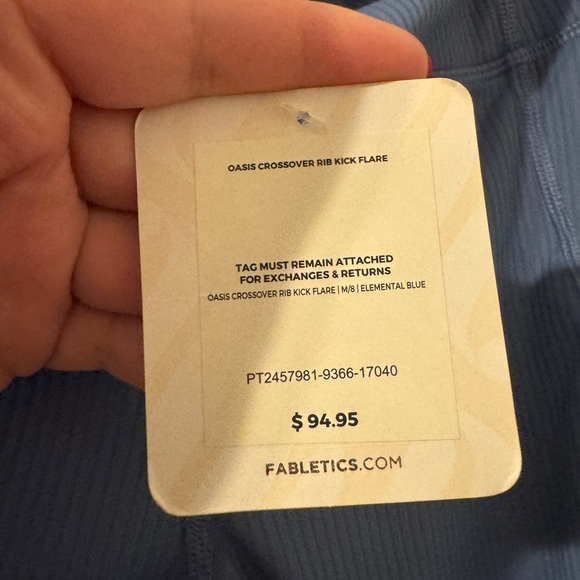 OASIS CROSSOVER RIB KICK FLARE
TAG MUST REMAIN ATTACHED
FOR EXCHANGES & RETURNS
OASIS CROSSOVER RIB KICK FLARE | M/8 | ELEMENTAL BLUE
PT2457981-9366-17040
$ 94.95
FABLETICS.COM